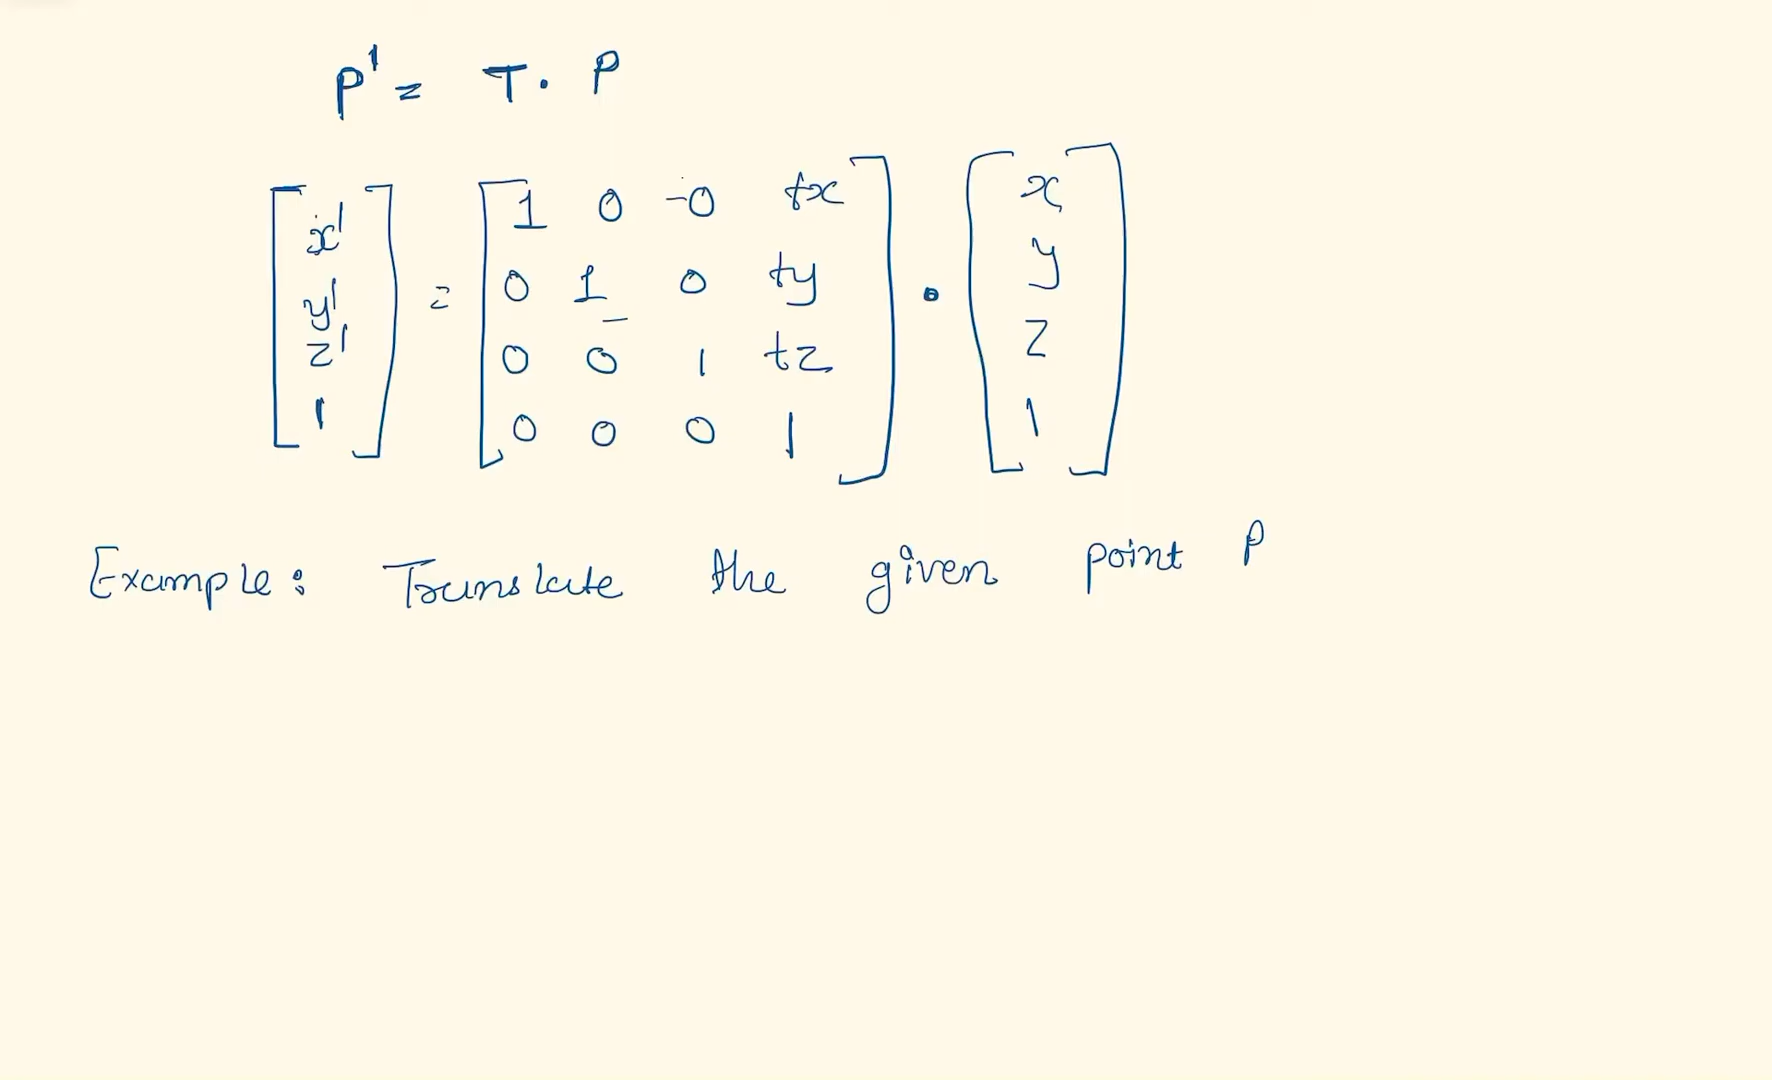 P' = T . P
[x'] = [1 0 0 tx] . [x]
[y'] [0 1 0 ty] [y]
[z'] [0 0 1 tz] [z]
[1] [0 0 0 1] [1]
Example: Translate the given point P